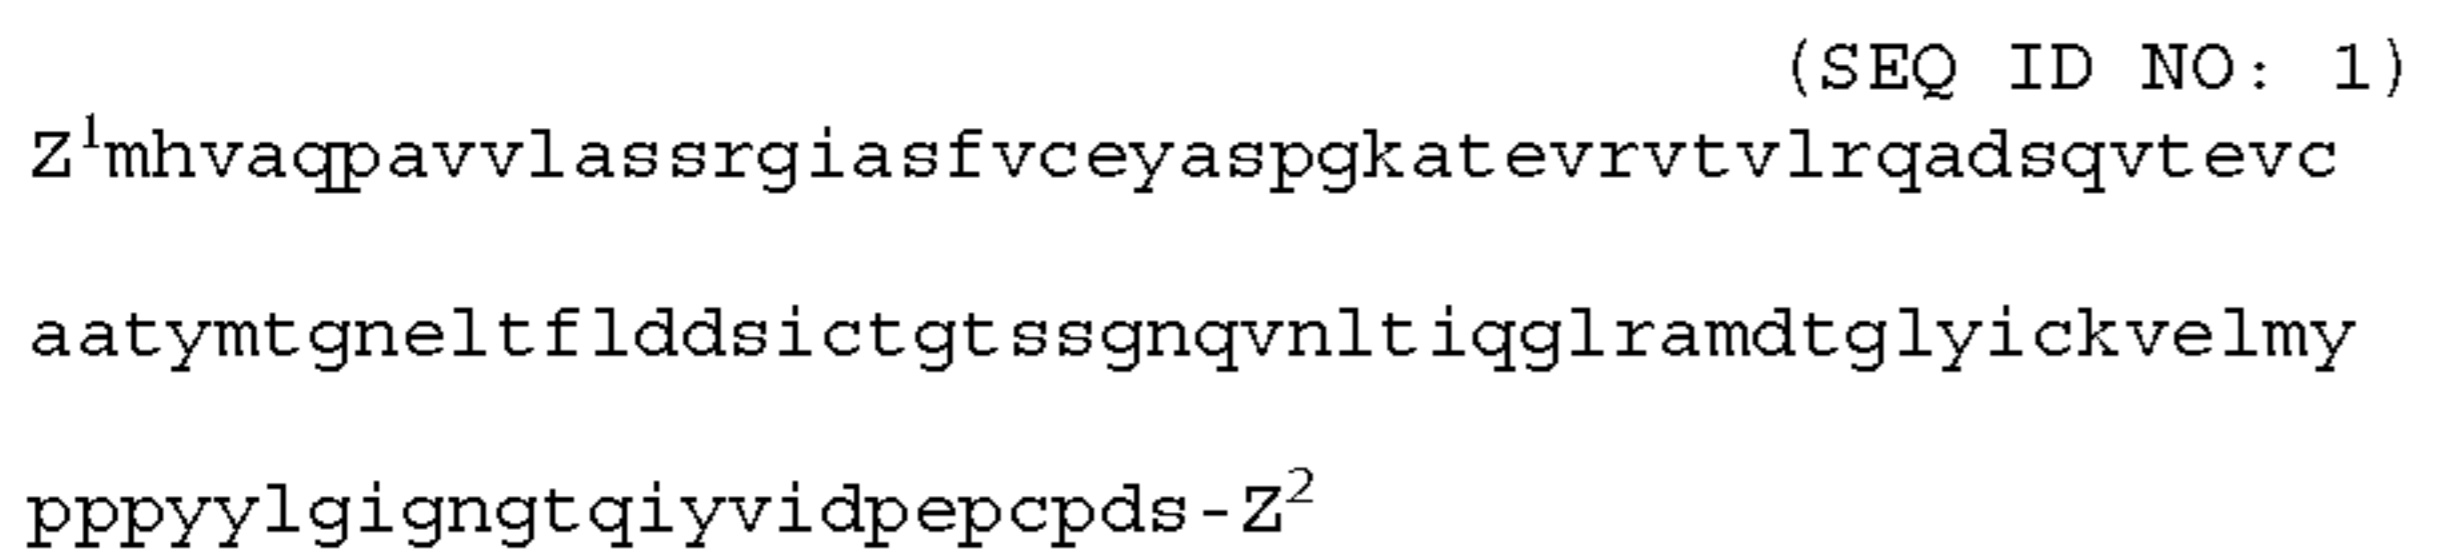 (SEQ ID NO: 1)
Z¹mhvaqpavvlassrgiasfvceyaspgkatevrvtvlrqadsqvtevc
aatymtgneltflddsictgtssgnqvnltiqglramdtglyickvelmy
pppyylgigngtqiyvidpepcpds-Z²